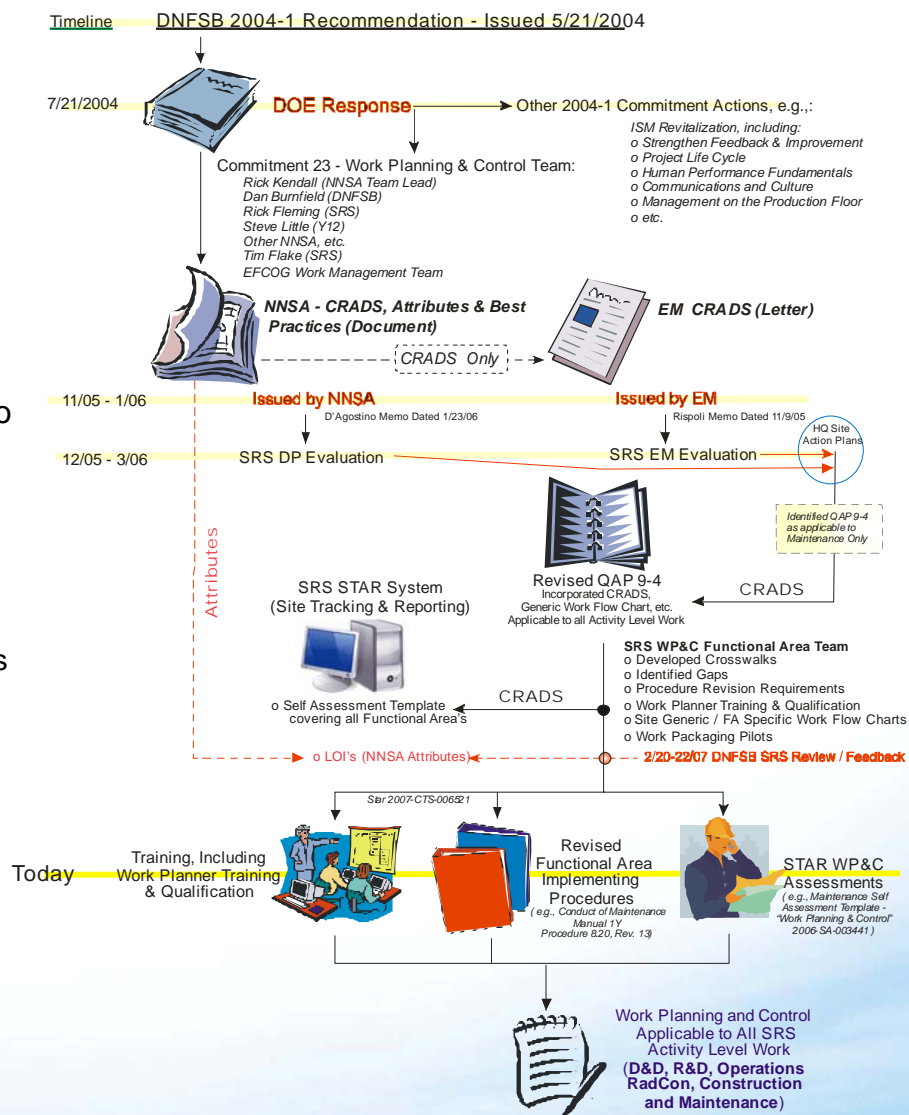 Timeline
DNFSB 2004-1 Recommendation - Issued 5/21/2004
7/21/2004
DOE Response
Other 2004-1 Commitment Actions, e.g.,:
ISM Revitalization, including:
o Strengthen Feedback & Improvement
o Project Life Cycle
o Human Performance Fundamentals
o Communications and Culture
o Management on the Production Floor
o etc.
Commitment 23 - Work Planning & Control Team:
Rick Kendall (NNSA Team Lead)
Dan Burnfield (DNFSB)
Rick Fleming (SRS)
Steve Little (Y12)
Other NNSA, etc.
Tim Flake (SRS)
EFCOG Work Management Team
NNSA - CRADS, Attributes & Best
Practices (Document)
EM CRADS (Letter)
CRADS Only
11/05 - 1/06
o
Issued by NNSA
D'Agostino Memo Dated 1/23/06
Issued by EM
Rispoli Memo Dated 11/9/05
HQ Site
Action Plans
12/05 - 3/06
SRS DP Evaluation
SRS EM Evaluation
Identified QAP 9-4
as applicable to
Maintenance Only
Attributes
Revised QAP 9-4
Incorporated CRADS,
Generic Work Flow Chart, etc.
Applicable to all Activity Level Work
CRADS
SRS STAR System
(Site Tracking & Reporting)
s
SRS WP&C Functional Area Team
o Developed Crosswalks
o Identified Gaps
o Procedure Revision Requirements
o Work Planner Training & Qualification
o Site Generic / FA Specific Work Flow Charts
o Work Packaging Pilots
CRADS
o Self Assessment Template
covering all Functional Area's
o LOI's (NNSA Attributes)
2/20-22/07 DNFSB SRS Review / Feedback
Star 2007-CTS-006521
Today
Training, Including
Work Planner Training
& Qualification
Revised
Functional Area
Implementing
Procedures
( e.g., Conduct of Maintenance
Manual 1Y
Procedure 8.20, Rev. 13)
STAR WP&C
Assessments
( e.g., Maintenance Self
Assessment Template -
"Work Planning & Control"
2006-SA-003441 )
Work Planning and Control
Applicable to All SRS
Activity Level Work
(D&D, R&D, Operations
RadCon, Construction
and Maintenance)